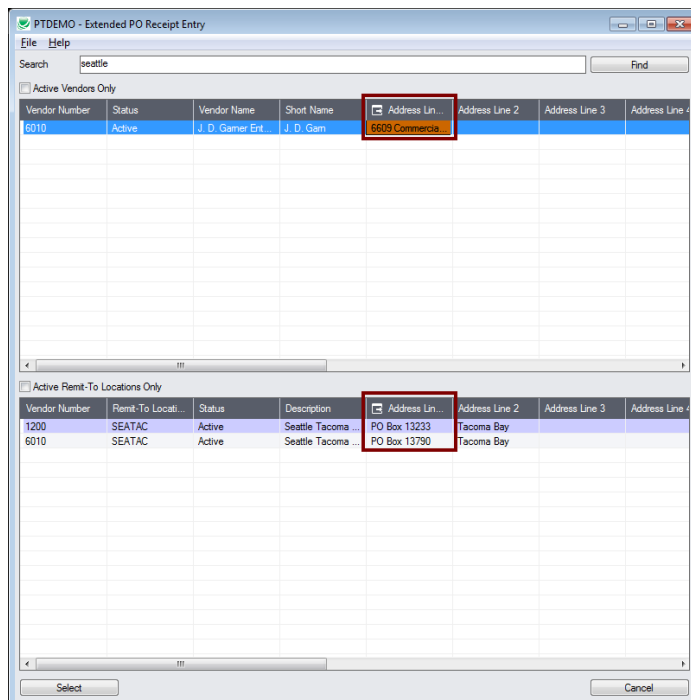 PTDEMO - Extended PO Receipt Entry
File Help
Search seattle Find
Active Vendors Only
Vendor Number Status Vendor Name Short Name Address Lin... Address Line 2 Address Line 3 Address Line 4
6010 Active J. D. Garner Ent... J. D. Garn 6609 Commercia...
Active Remit-To Locations Only
Vendor Number Remit-To Locati... Status Description Address Lin... Address Line 2 Address Line 3 Address Line 4
1200 SEATAC Active Seattle Tacoma ... PO Box 13233 Tacoma Bay
6010 SEATAC Active Seattle Tacoma ... PO Box 13790 Tacoma Bay
Select Cancel